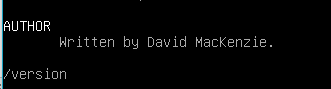 AUTHOR
Written by David MacKenzie.
/version